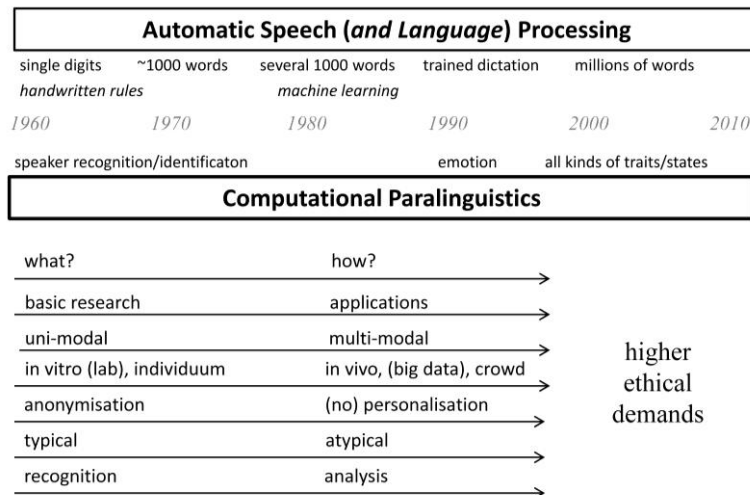 Automatic Speech (and Language) Processing
single digits ~1000 words several 1000 words trained dictation millions of words
handwritten rules machine learning
1960 1970 1980 1990 2000 2010
speaker recognition/identificaton emotion all kinds of traits/states
Computational Paralinguistics
what? how?
basic research applications
uni-modal multi-modal
in vitro (lab), individuum in vivo, (big data), crowd
anonymisation (no) personalisation
typical atypical
recognition analysis
higher
ethical
demands